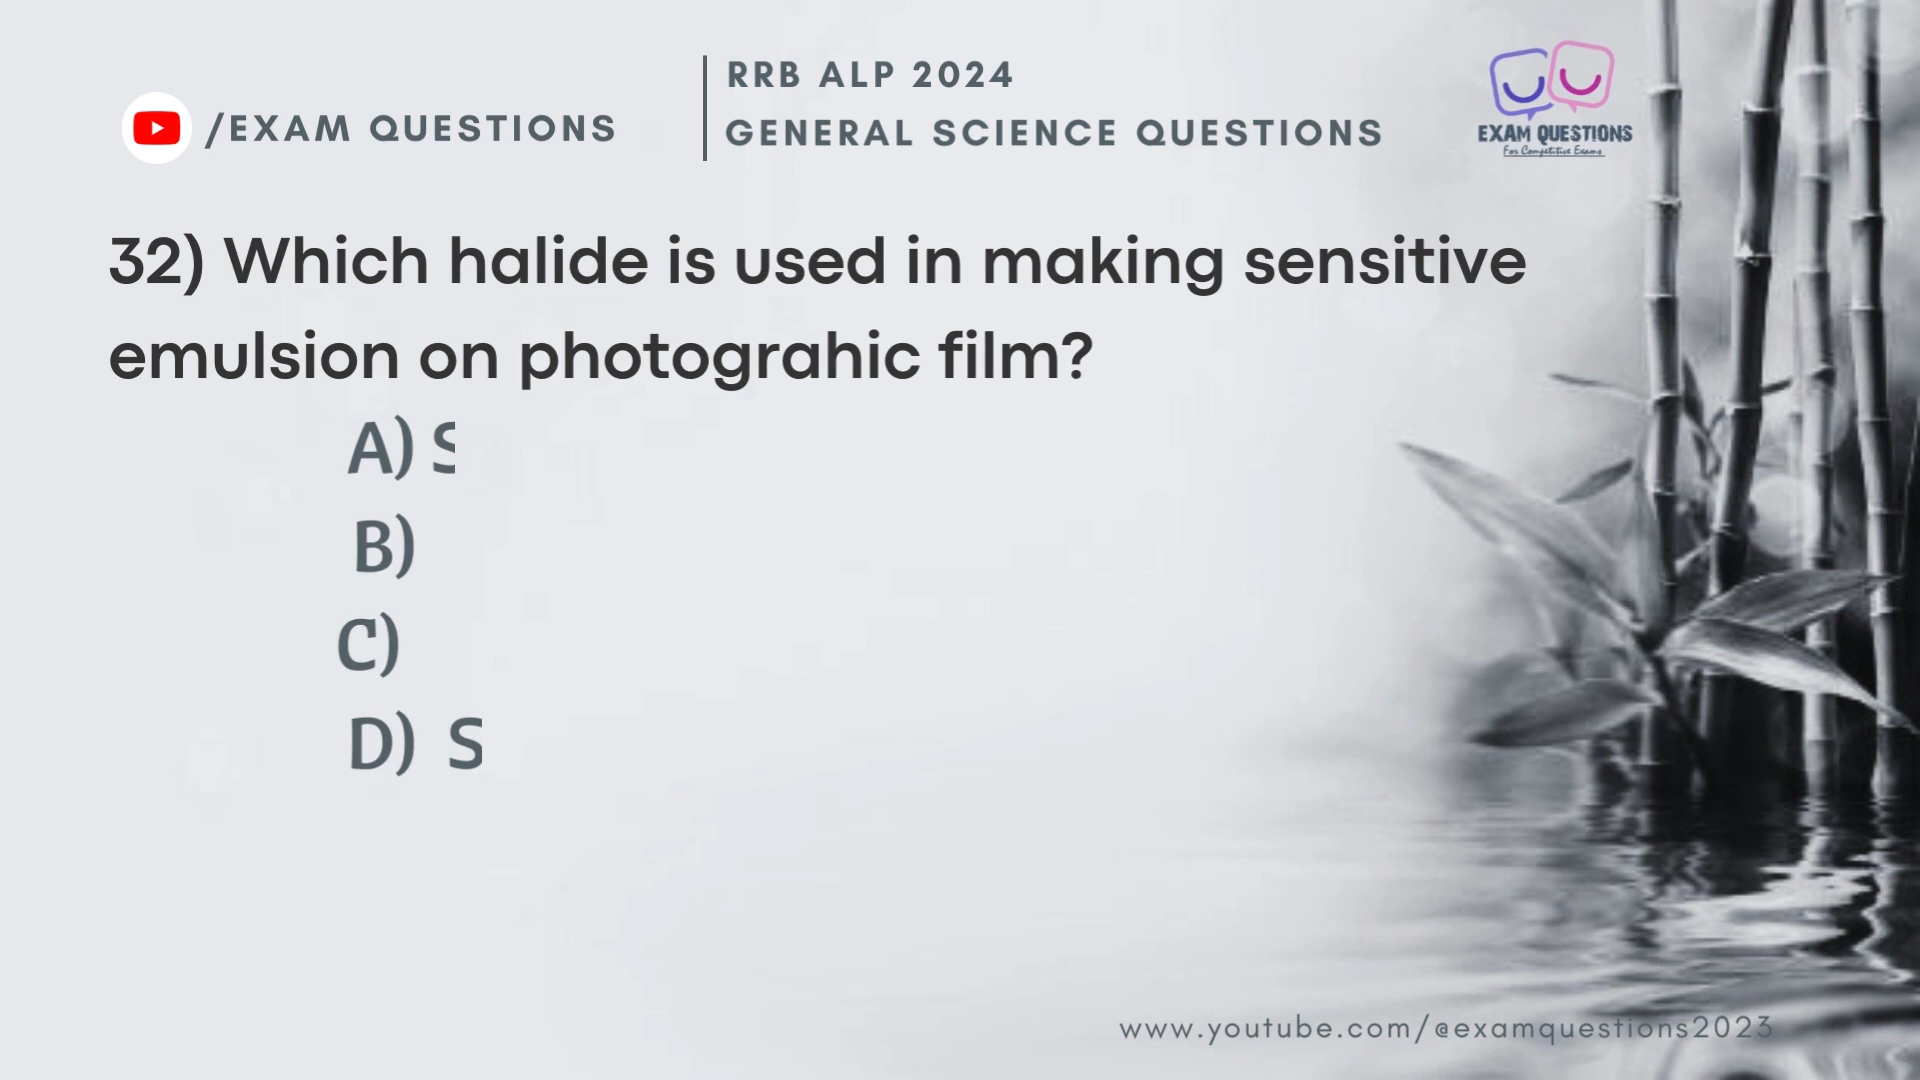 RRB ALP 2024
/EXAM QUESTIONS
GENERAL SCIENCE QUESTIONS
EXAM QUESTIONS
For Competitive Exams
32) Which halide is used in making sensitive
emulsion on photograhic film?
A) S
B)
C)
D) S
www.youtube.com/@examquestions2023